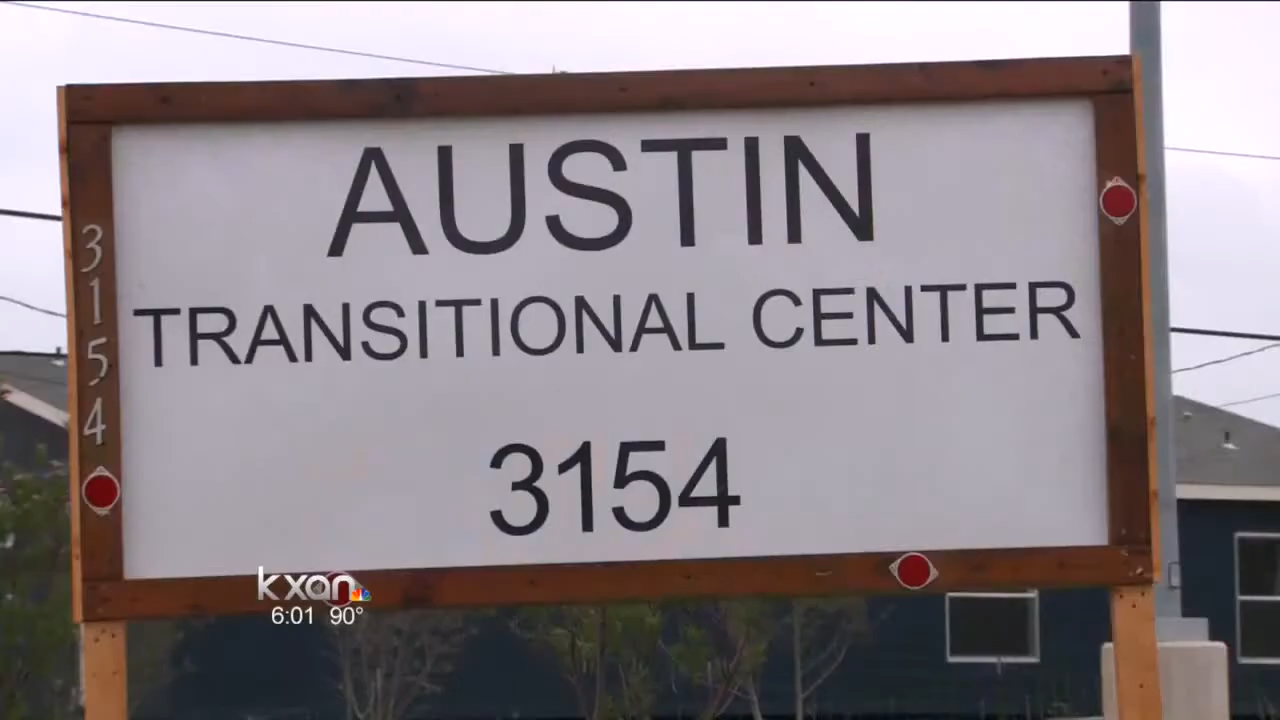 AUSTIN
TRANSITIONAL CENTER
3154
3154
kxan
6:01 90°